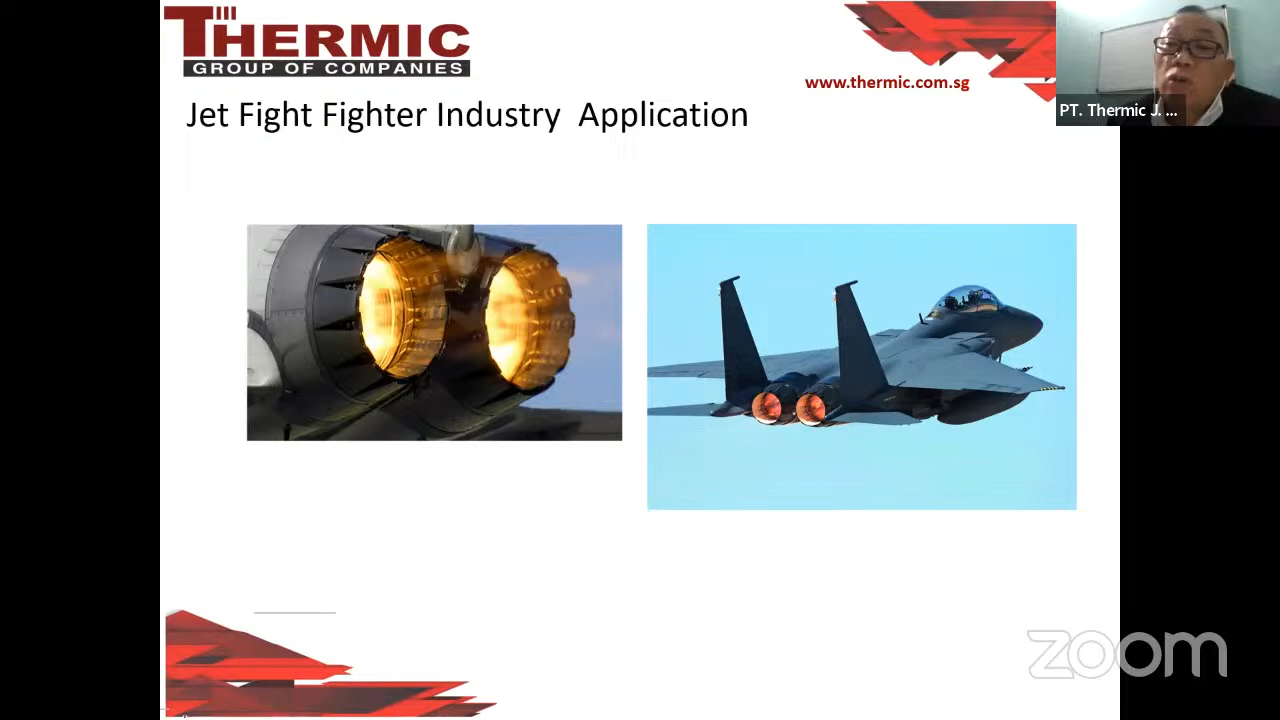 THERMIC
GROUP OF COMPANIES
www.thermic.com.sg
PT. Thermic J. ...
Jet Fight Fighter Industry  Application
zoom